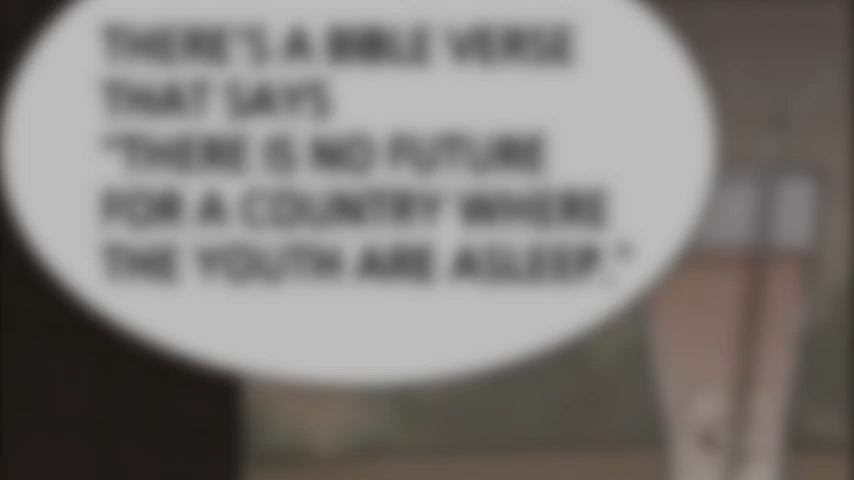 THERE'S A BIBLE VERSE
THAT SAYS
"THERE IS NO FUTURE
FOR A COUNTRY WHERE
THE YOUTH ARE ASLEEP."